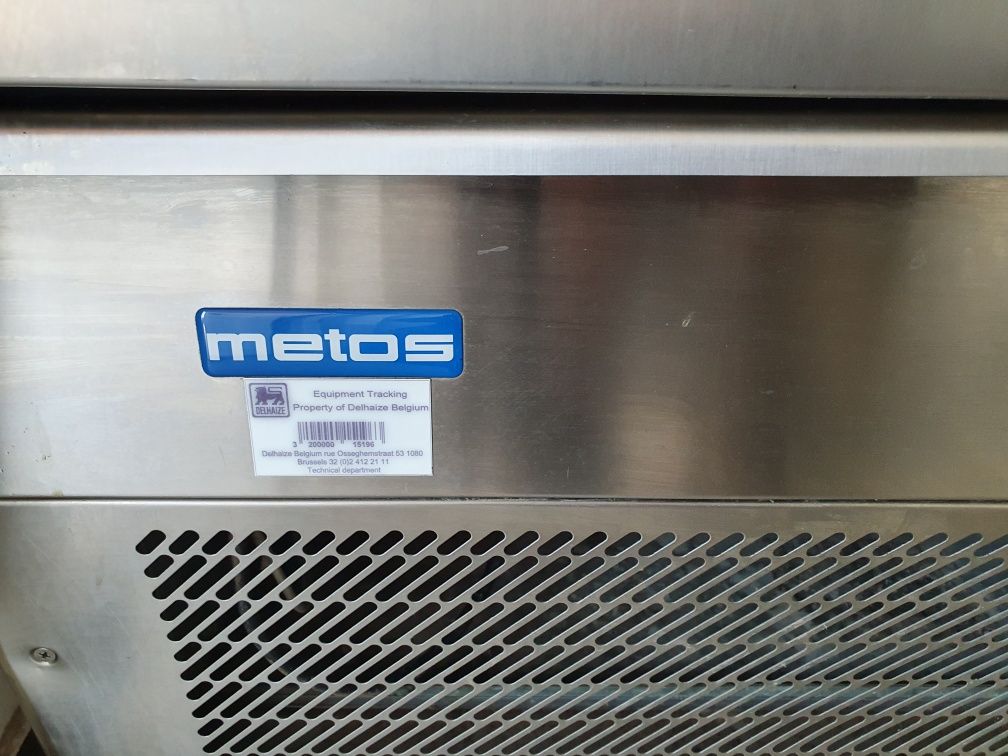 metos
Equipment Tracking
DELHAIZE
Property of Delhaize Belgium
3 200000 15196
Delhaize Belgium rue Osseghemstraat 53 1080
Brussels 32 (0)2 412 21 11
Technical department